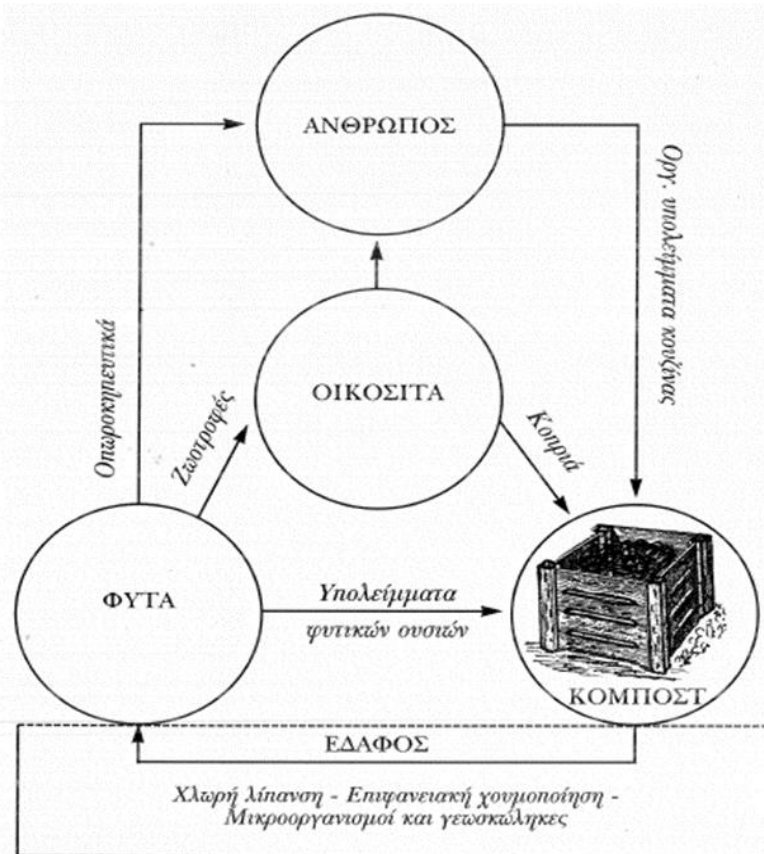 ΑΝΘΡΩΠΟΣ
Οργ. υπολείμματα κουζίνας
Οπωροκηπευτικά
Ζωοτροφές
ΟΙΚΟΣΙΤΑ
Κοπριά
ΦΥΤΑ
Υπολείμματα
φυτικών ουσιών
ΚΟΜΠΟΣΤ
ΕΔΑΦΟΣ
Χλωρή λίπανση - Επιφανειακή χουμοποίηση -
Μικροοργανισμοί και γεωσκώληκες